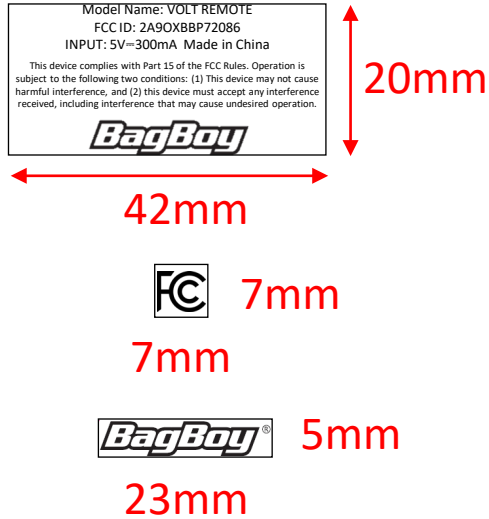 Model Name: VOLT REMOTE
FCC ID: 2A9OXBBP72086
INPUT: 5V⎓300mA Made in China
This device complies with Part 15 of the FCC Rules. Operation is
subject to the following two conditions: (1) This device may not cause
harmful interference, and (2) this device must accept any interference
received, including interference that may cause undesired operation.
BagBoy
20mm
42mm
FC
7mm
7mm
BagBoy®
5mm
23mm